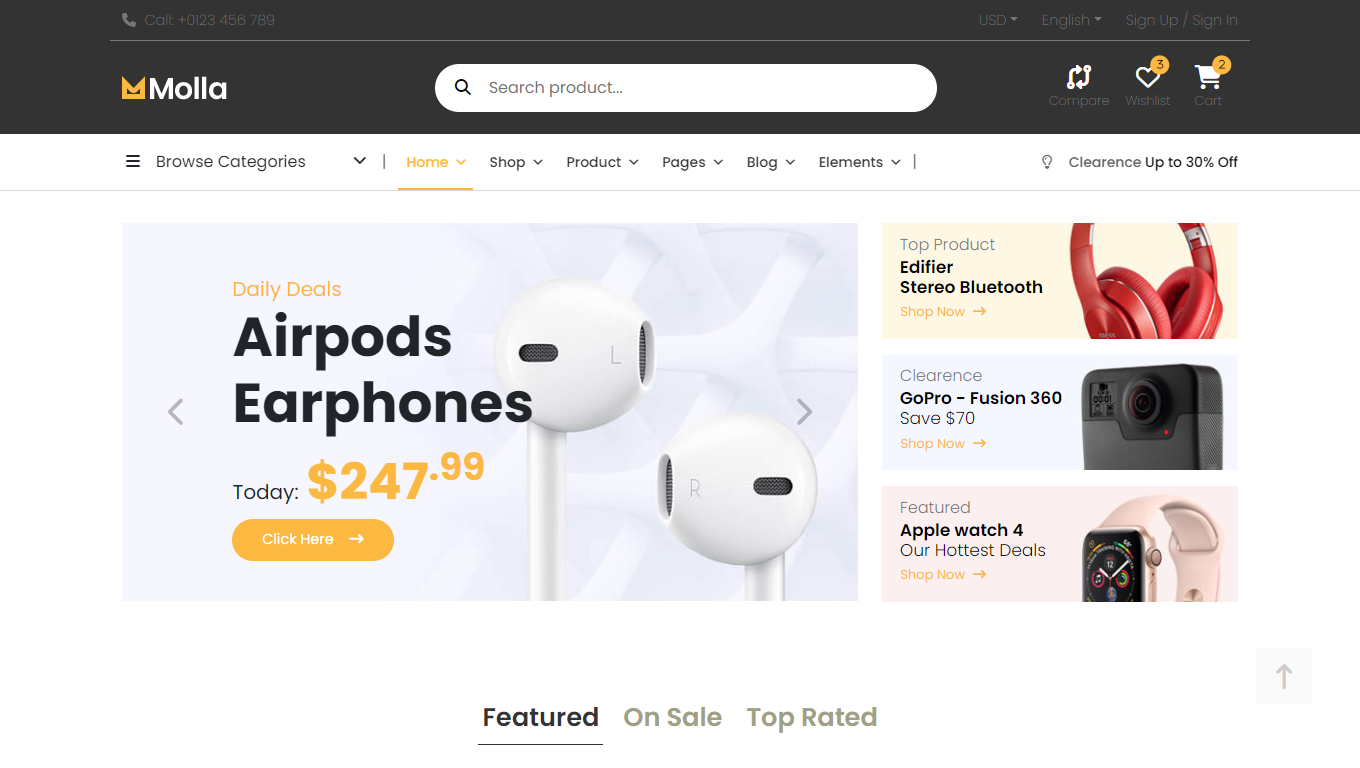 Call: +0123 456 789
USD
English
Sign Up / Sign In
Molla
Search product...
Compare
3
Wishlist
2
Cart
Browse Categories
|
Home
Shop
Product
Pages
Blog
Elements
|
Clearence Up to 30% Off
Daily Deals
Airpods
Earphones
Today: $247.99
Click Here
L
R
Top Product
Edifier
Stereo Bluetooth
Shop Now
Clearence
GoPro - Fusion 360
Save $70
Shop Now
00:01
Featured
Apple watch 4
Our Hottest Deals
Shop Now
12
Featured
On Sale
Top Rated